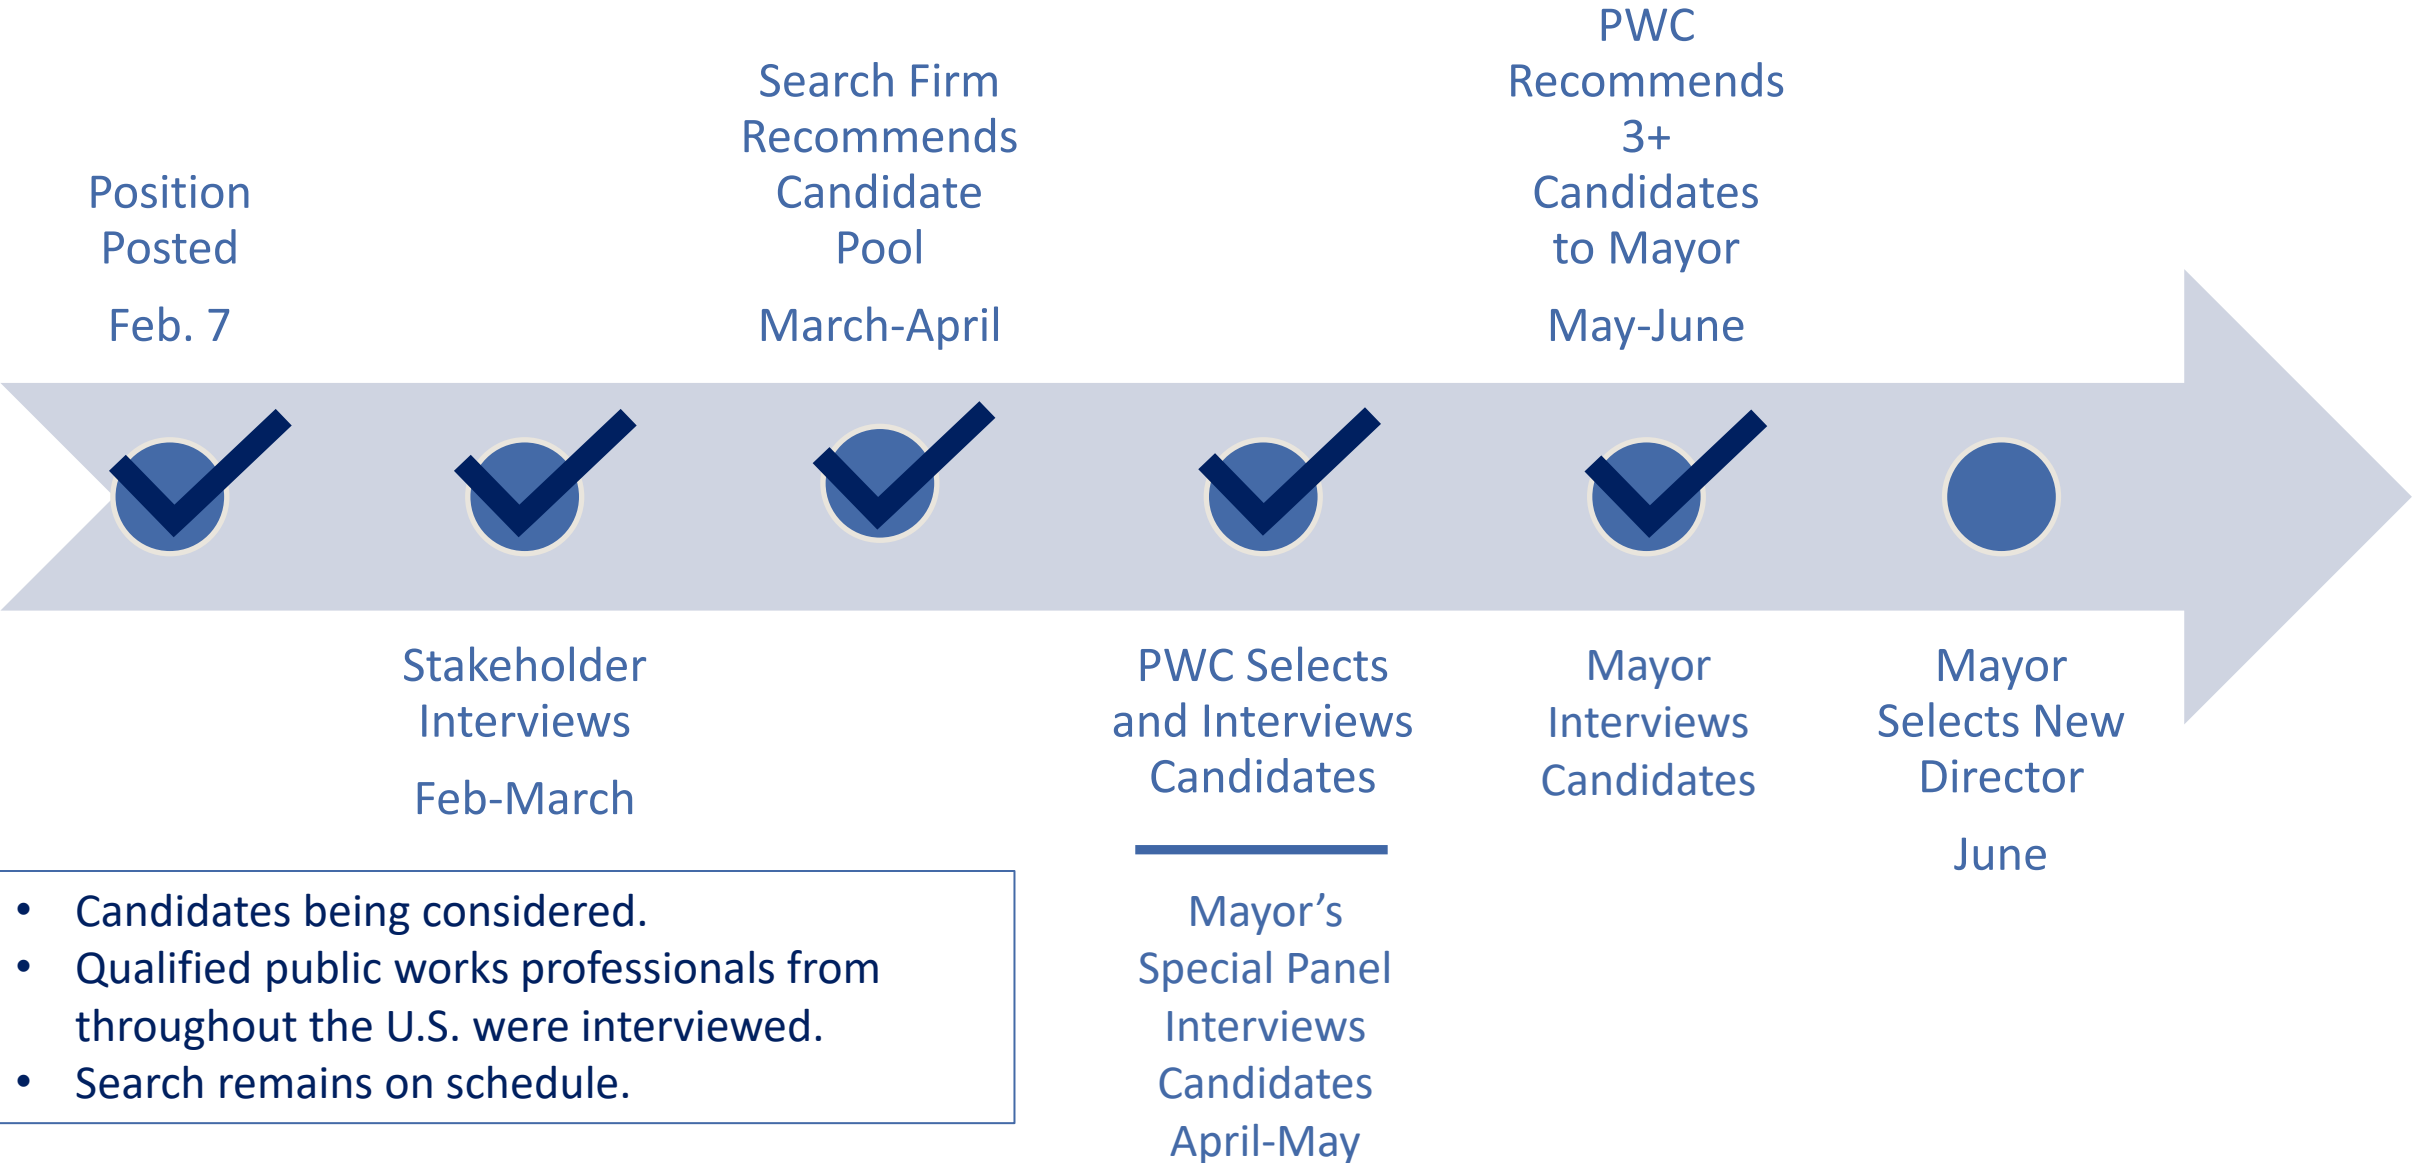 Position
Posted
Feb. 7
Stakeholder
Interviews
Feb-March
Search Firm
Recommends
Candidate
Pool
March-April
PWC Selects
and Interviews
Candidates
Mayor’s
Special Panel
Interviews
Candidates
April-May
PWC
Recommends
3+
Candidates
to Mayor
May-June
Mayor
Interviews
Candidates
Mayor
Selects New
Director
June
• Candidates being considered.
• Qualified public works professionals from
throughout the U.S. were interviewed.
• Search remains on schedule.